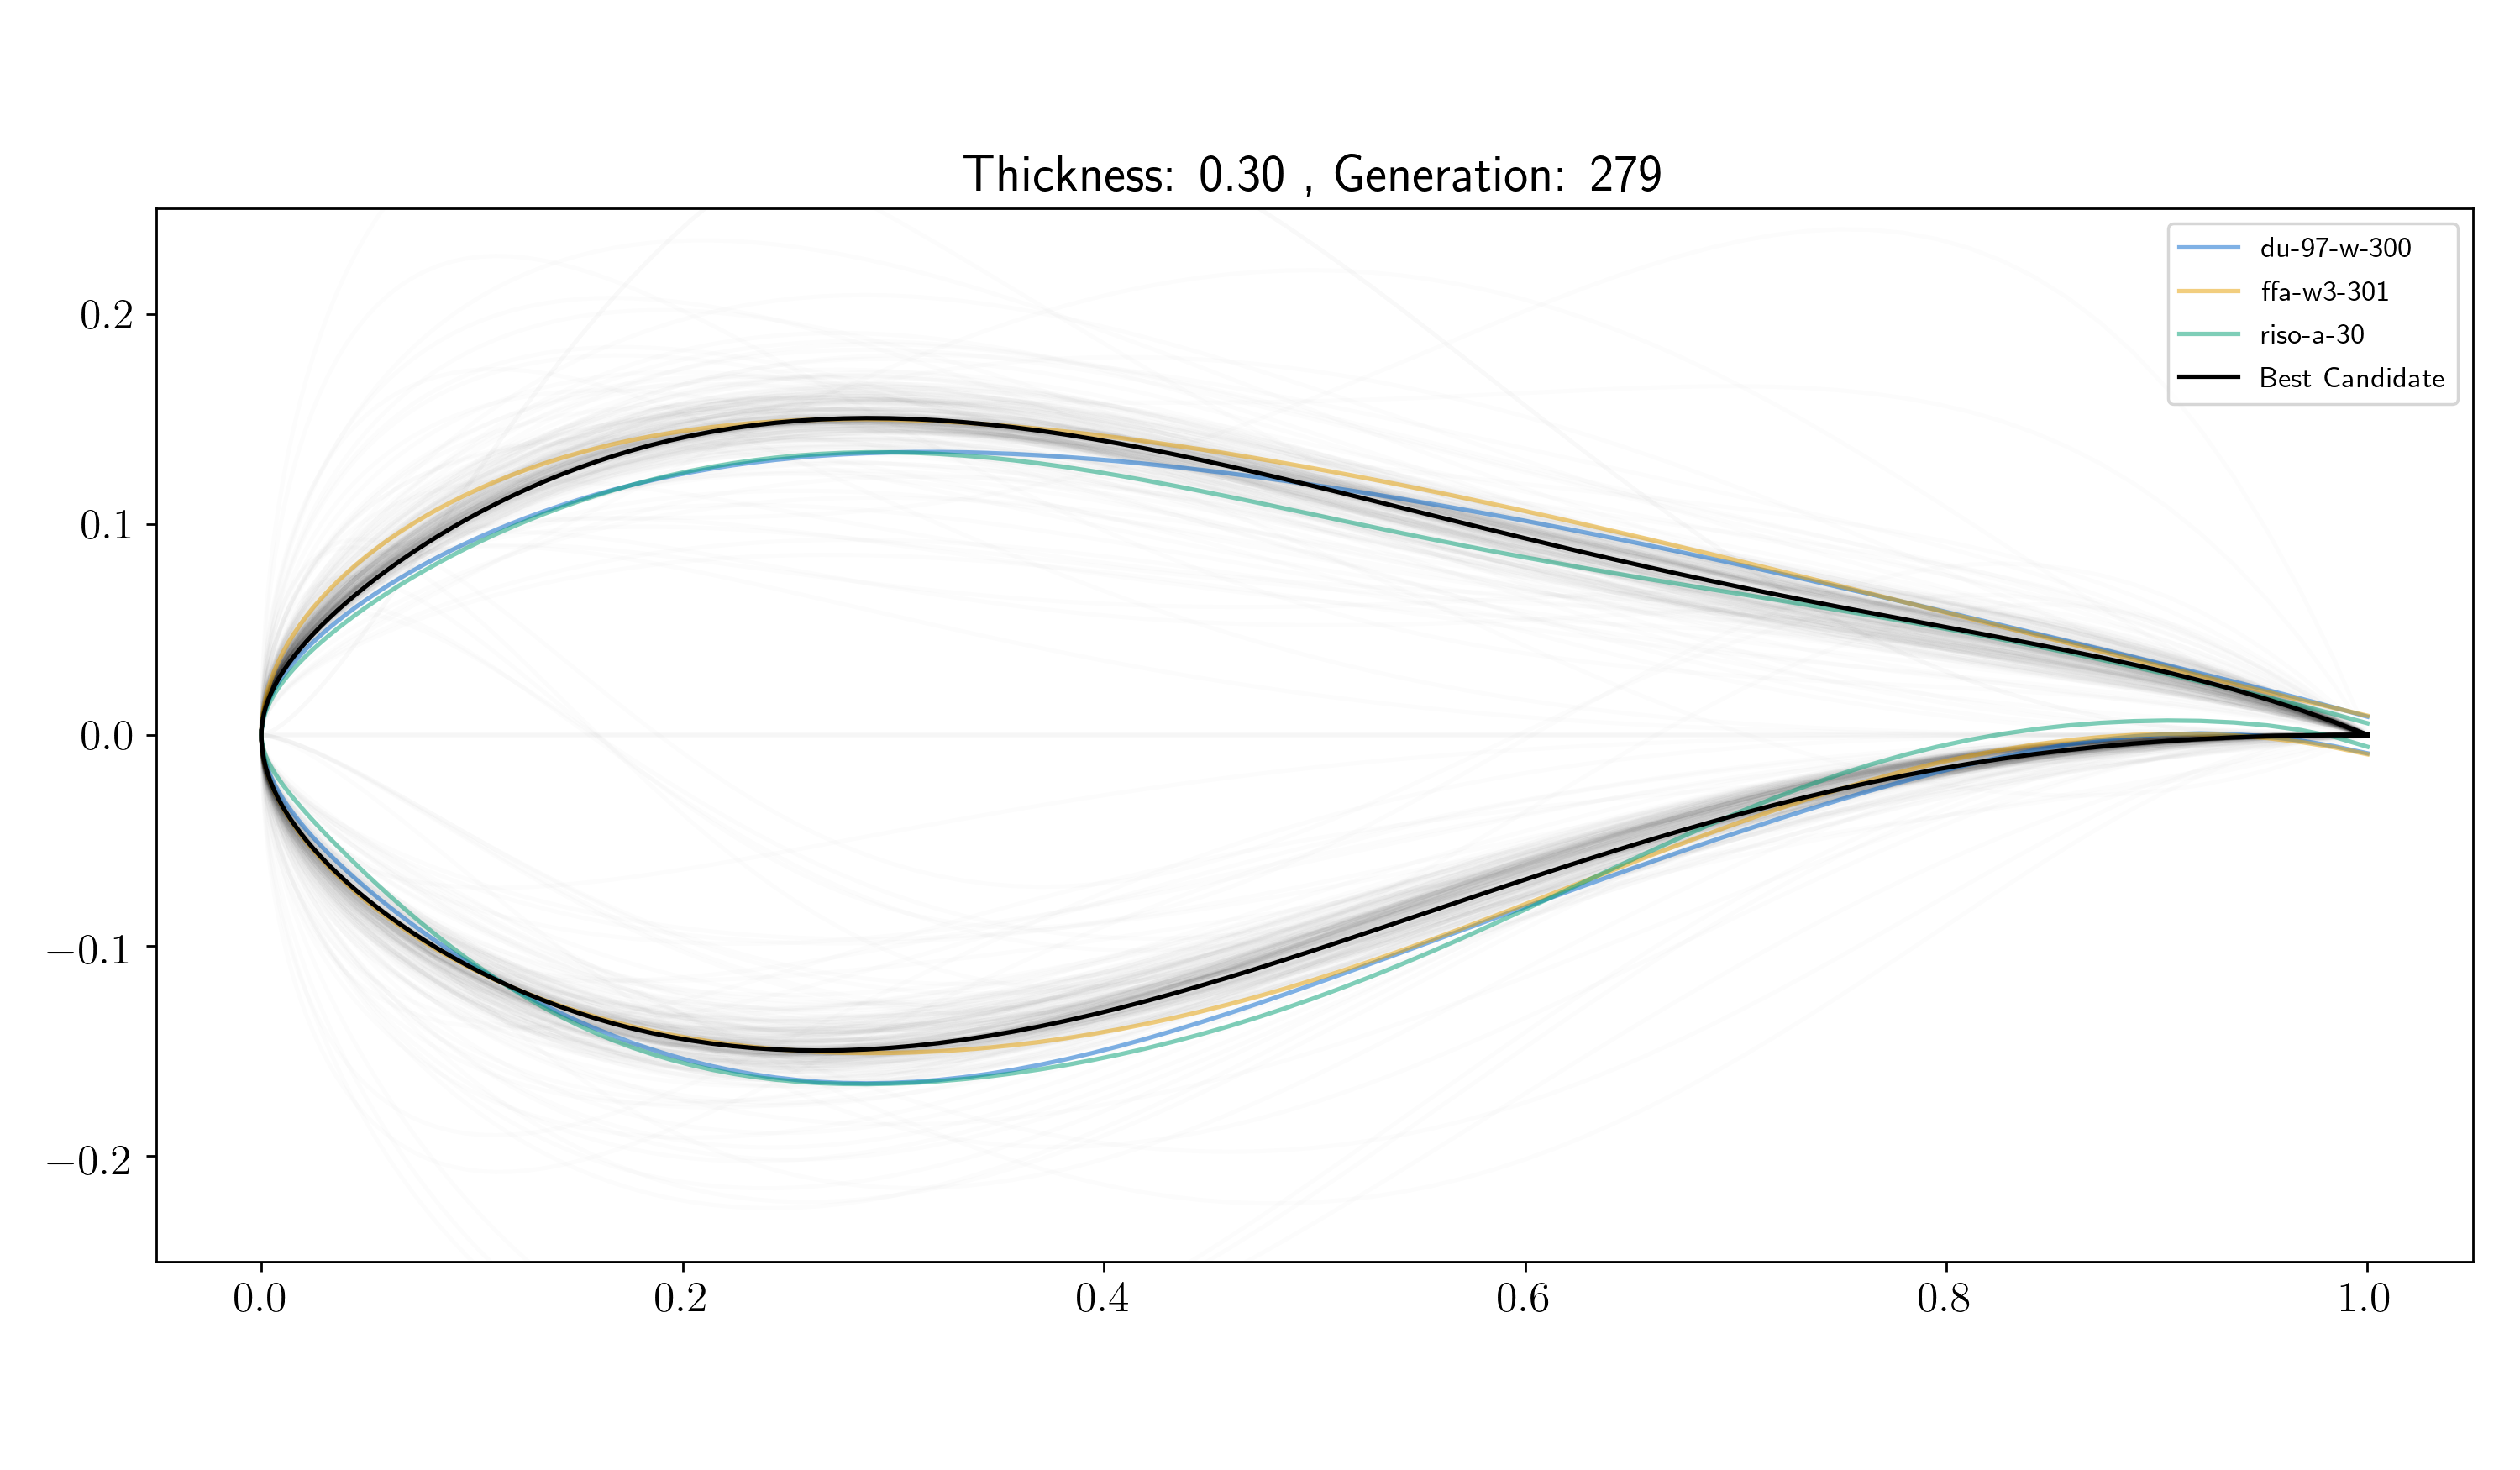 Thickness: 0.30 , Generation: 279
du-97-w-300
ffa-w3-301
riso-a-30
Best Candidate
0.2
0.1
0.0
−0.1
−0.2
0.0 0.2 0.4 0.6 0.8 1.0